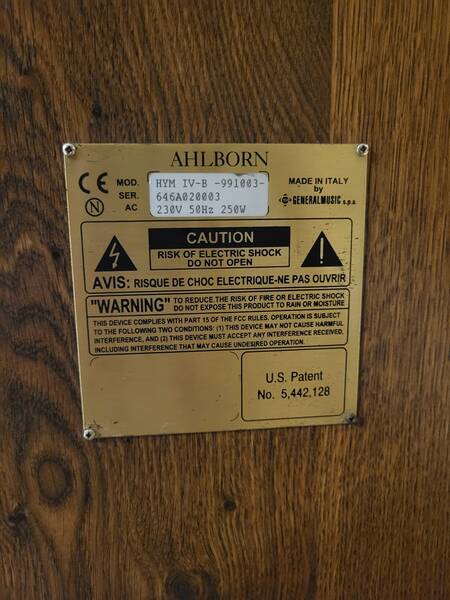 AHLBORN
CE MOD. HYM IV-B -991003-
SER. 646A020003
N AC 230V 50Hz 250W
MADE IN ITALY
by
GENERALMUSIC s.p.a.
CAUTION
RISK OF ELECTRIC SHOCK
DO NOT OPEN
AVIS: RISQUE DE CHOC ELECTRIQUE-NE PAS OUVRIR
"WARNING" TO REDUCE THE RISK OF FIRE OR ELECTRIC SHOCK
DO NOT EXPOSE THIS PRODUCT TO RAIN OR MOISTURE
THIS DEVICE COMPLIES WITH PART 15 OF THE FCC RULES. OPERATION IS SUBJECT
TO THE FOLLOWING TWO CONDITIONS: (1) THIS DEVICE MAY NOT CAUSE HARMFUL
INTERFERENCE, AND (2) THIS DEVICE MUST ACCEPT ANY INTERFERENCE RECEIVED,
INCLUDING INTERFERENCE THAT MAY CAUSE UNDESIRED OPERATION.
U.S. Patent
No. 5,442,128